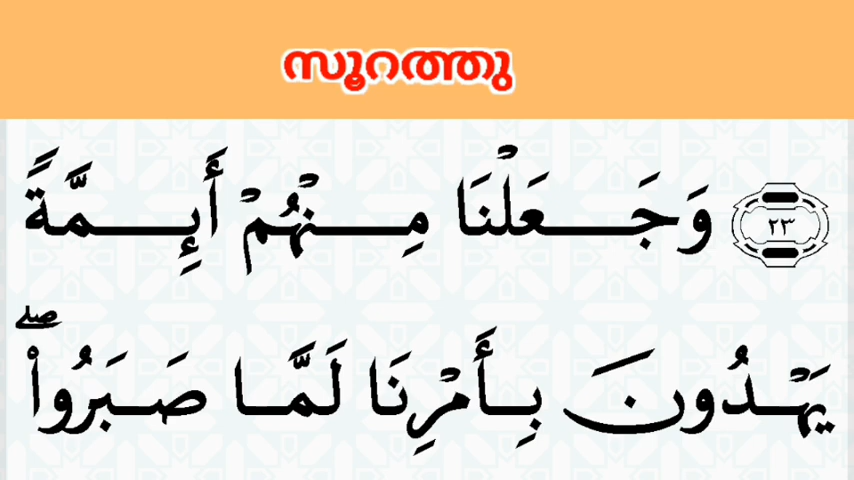 സൂറത്തു
٢٣ وَجَعَلْنَا مِنْهُمْ أَئِمَّةً
يَهْدُونَ بِأَمْرِنَا لَمَّا صَبَرُوا۟ ۖ